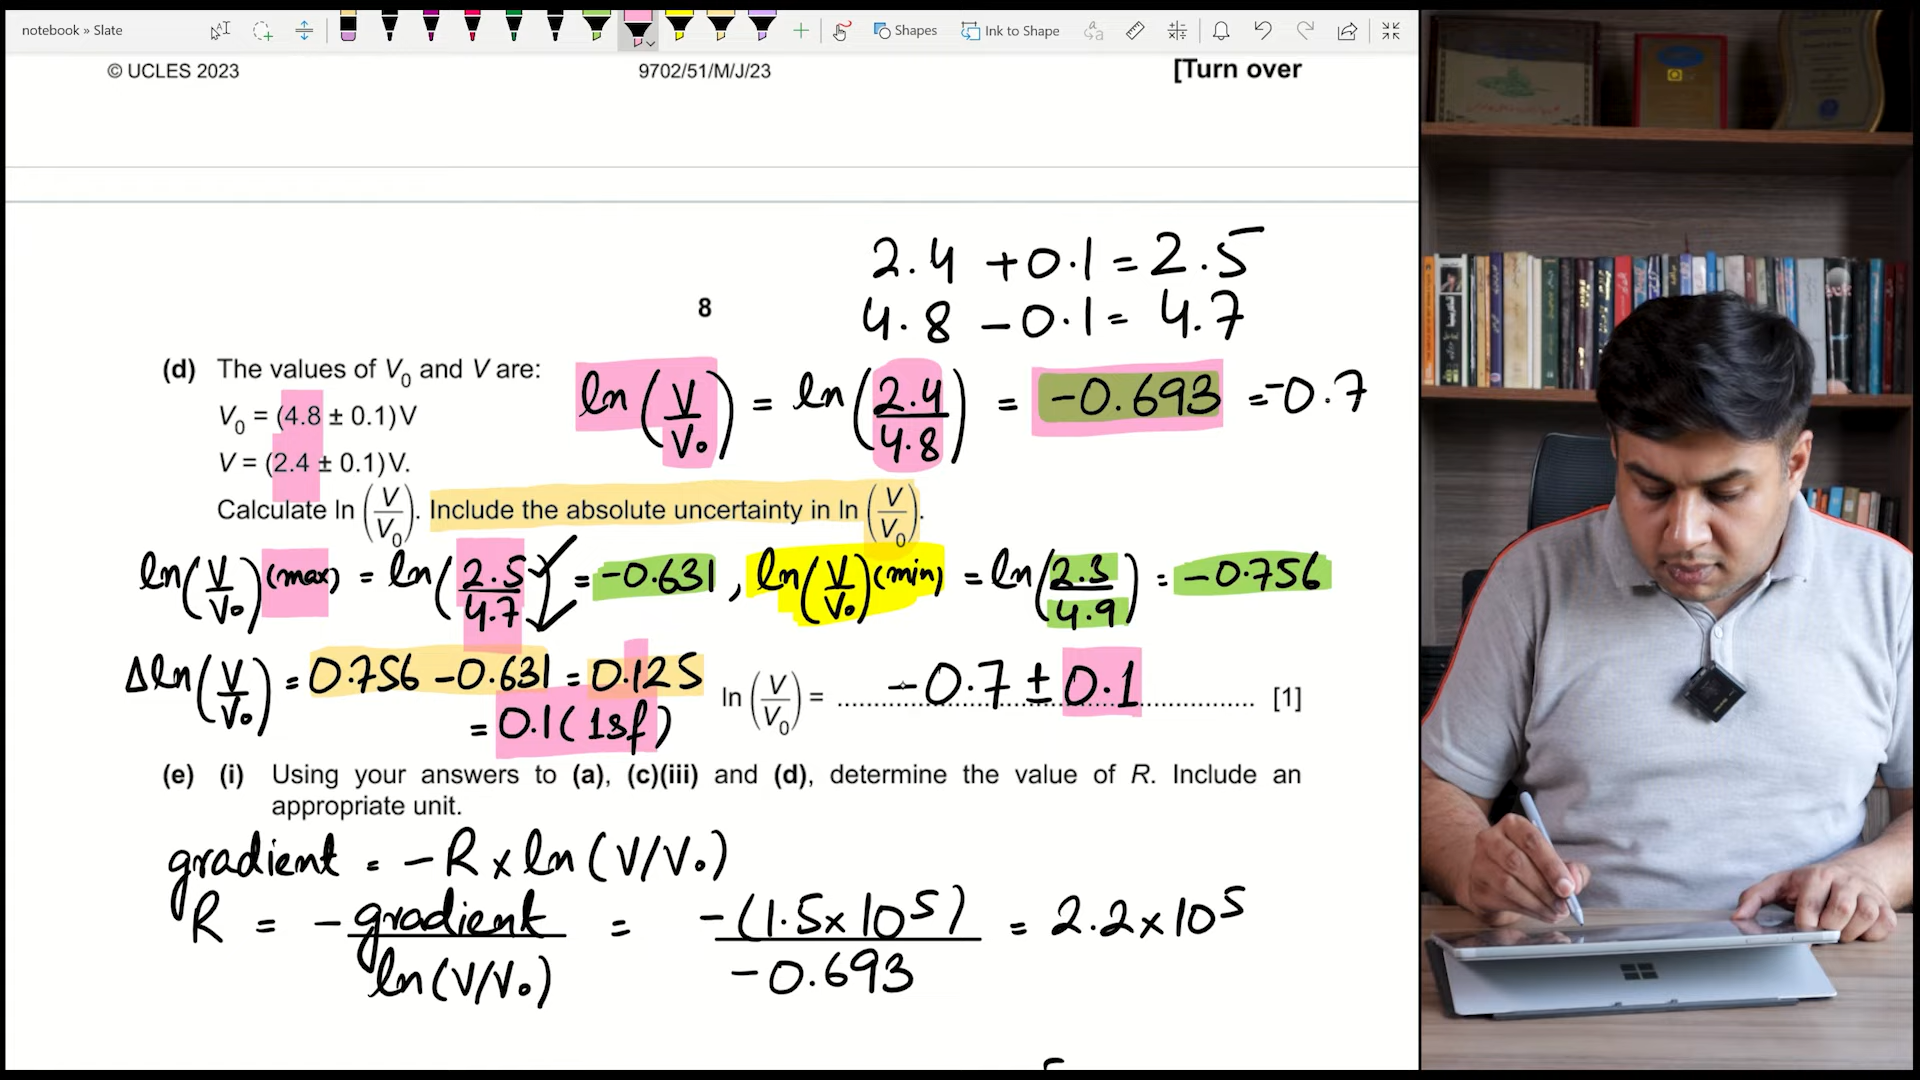 notebook » Slate
Shapes
Ink to Shape
© UCLES 2023
9702/51/M/J/23
[Turn over
2.4 +0.1 = 2.5
4.8 -0.1 = 4.7
8
(d) The values of V₀ and V are:
V₀ = (4.8 ± 0.1) V
V = (2.4 ± 0.1) V.
ln(V/V₀) = ln(2.4/4.8) = -0.693 = -0.7
Calculate ln (V/V₀). Include the absolute uncertainty in ln (V/V₀).
ln(V/V₀)(max) = ln(2.5/4.7) = -0.631 , ln(V/V₀)(min) = ln(2.3/4.9) = -0.756
Δln(V/V₀) = 0.756 - 0.631 = 0.125
= 0.1 (1sf)
ln (V/V₀) = -0.7 ± 0.1 [1]
(e) (i) Using your answers to (a), (c)(iii) and (d), determine the value of R. Include an
appropriate unit.
gradient = -R x ln (V/V₀)
R = -gradient/ln(V/V₀) = -(1.5x10⁵)/-0.693 = 2.2x10⁵